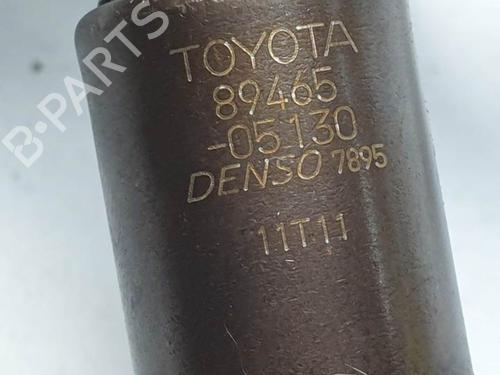 B-PARTS
TOYOTA
89465
-05130
DENSO 7895
11T11